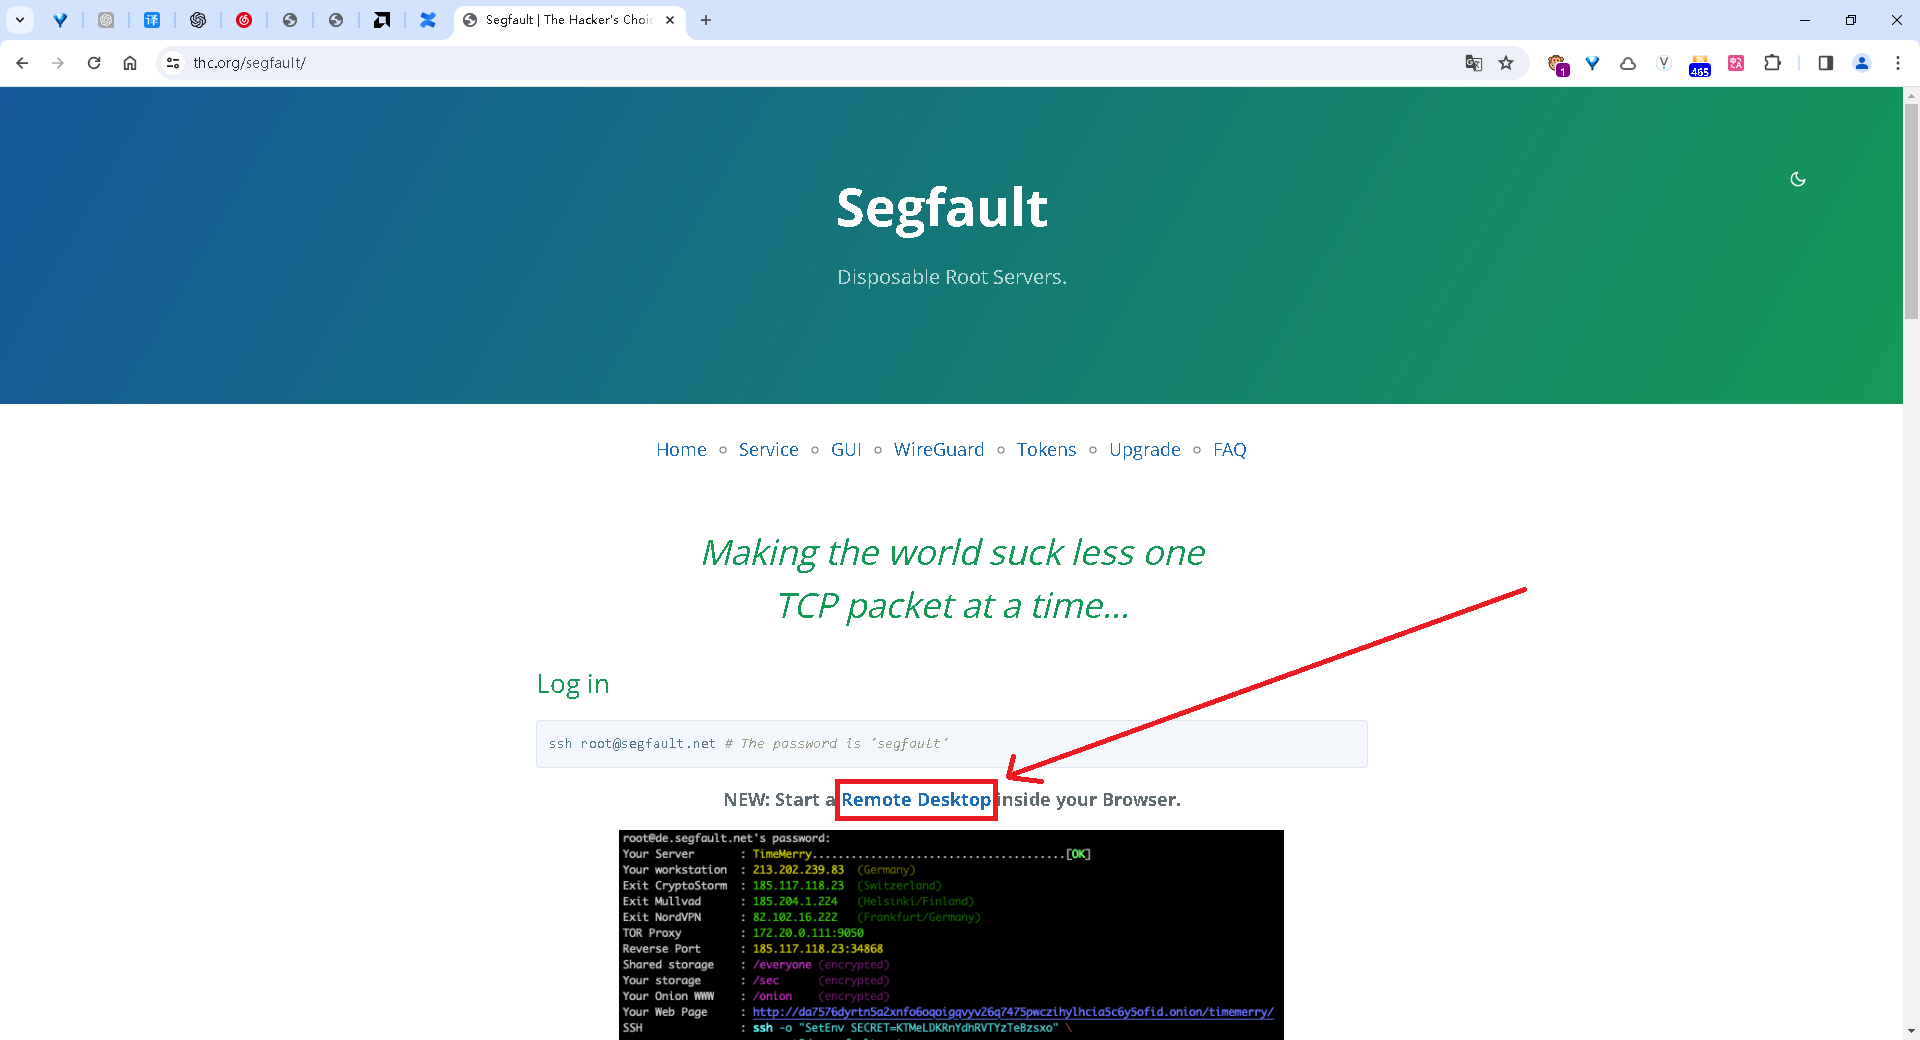 Segfault | The Hacker's Choic
thc.org/segfault/
1
465
Segfault
Disposable Root Servers.
Home
Service
GUI
WireGuard
Tokens
Upgrade
FAQ
Making the world suck less one
TCP packet at a time...
Log in
ssh root@segfault.net # The password is 'segfault'
NEW: Start a Remote Desktop inside your Browser.
root@de.segfault.net's password:
Your Server : TimeMerry.......................................[OK]
Your workstation : 213.202.239.83 (Germany)
Exit CryptoStorm : 185.117.118.23 (Switzerland)
Exit Mullvad : 185.204.1.224 (Helsinki/Finland)
Exit NordVPN : 82.102.16.222 (Frankfurt/Germany)
TOR Proxy : 172.20.0.111:9050
Reverse Port : 185.117.118.23:34868
Shared storage : /everyone (encrypted)
Your storage : /sec (encrypted)
Your Onion WWW : /onion (encrypted)
Your Web Page : http://da7576dyrtn5a2xnfo6oqoigqvyv26q7475pwczihylhcia5c6y5ofid.onion/timemerry/
SSH : ssh -o "SetEnv SECRET=KTMeLDKRnYdhRVTYzTeBzsxo" \